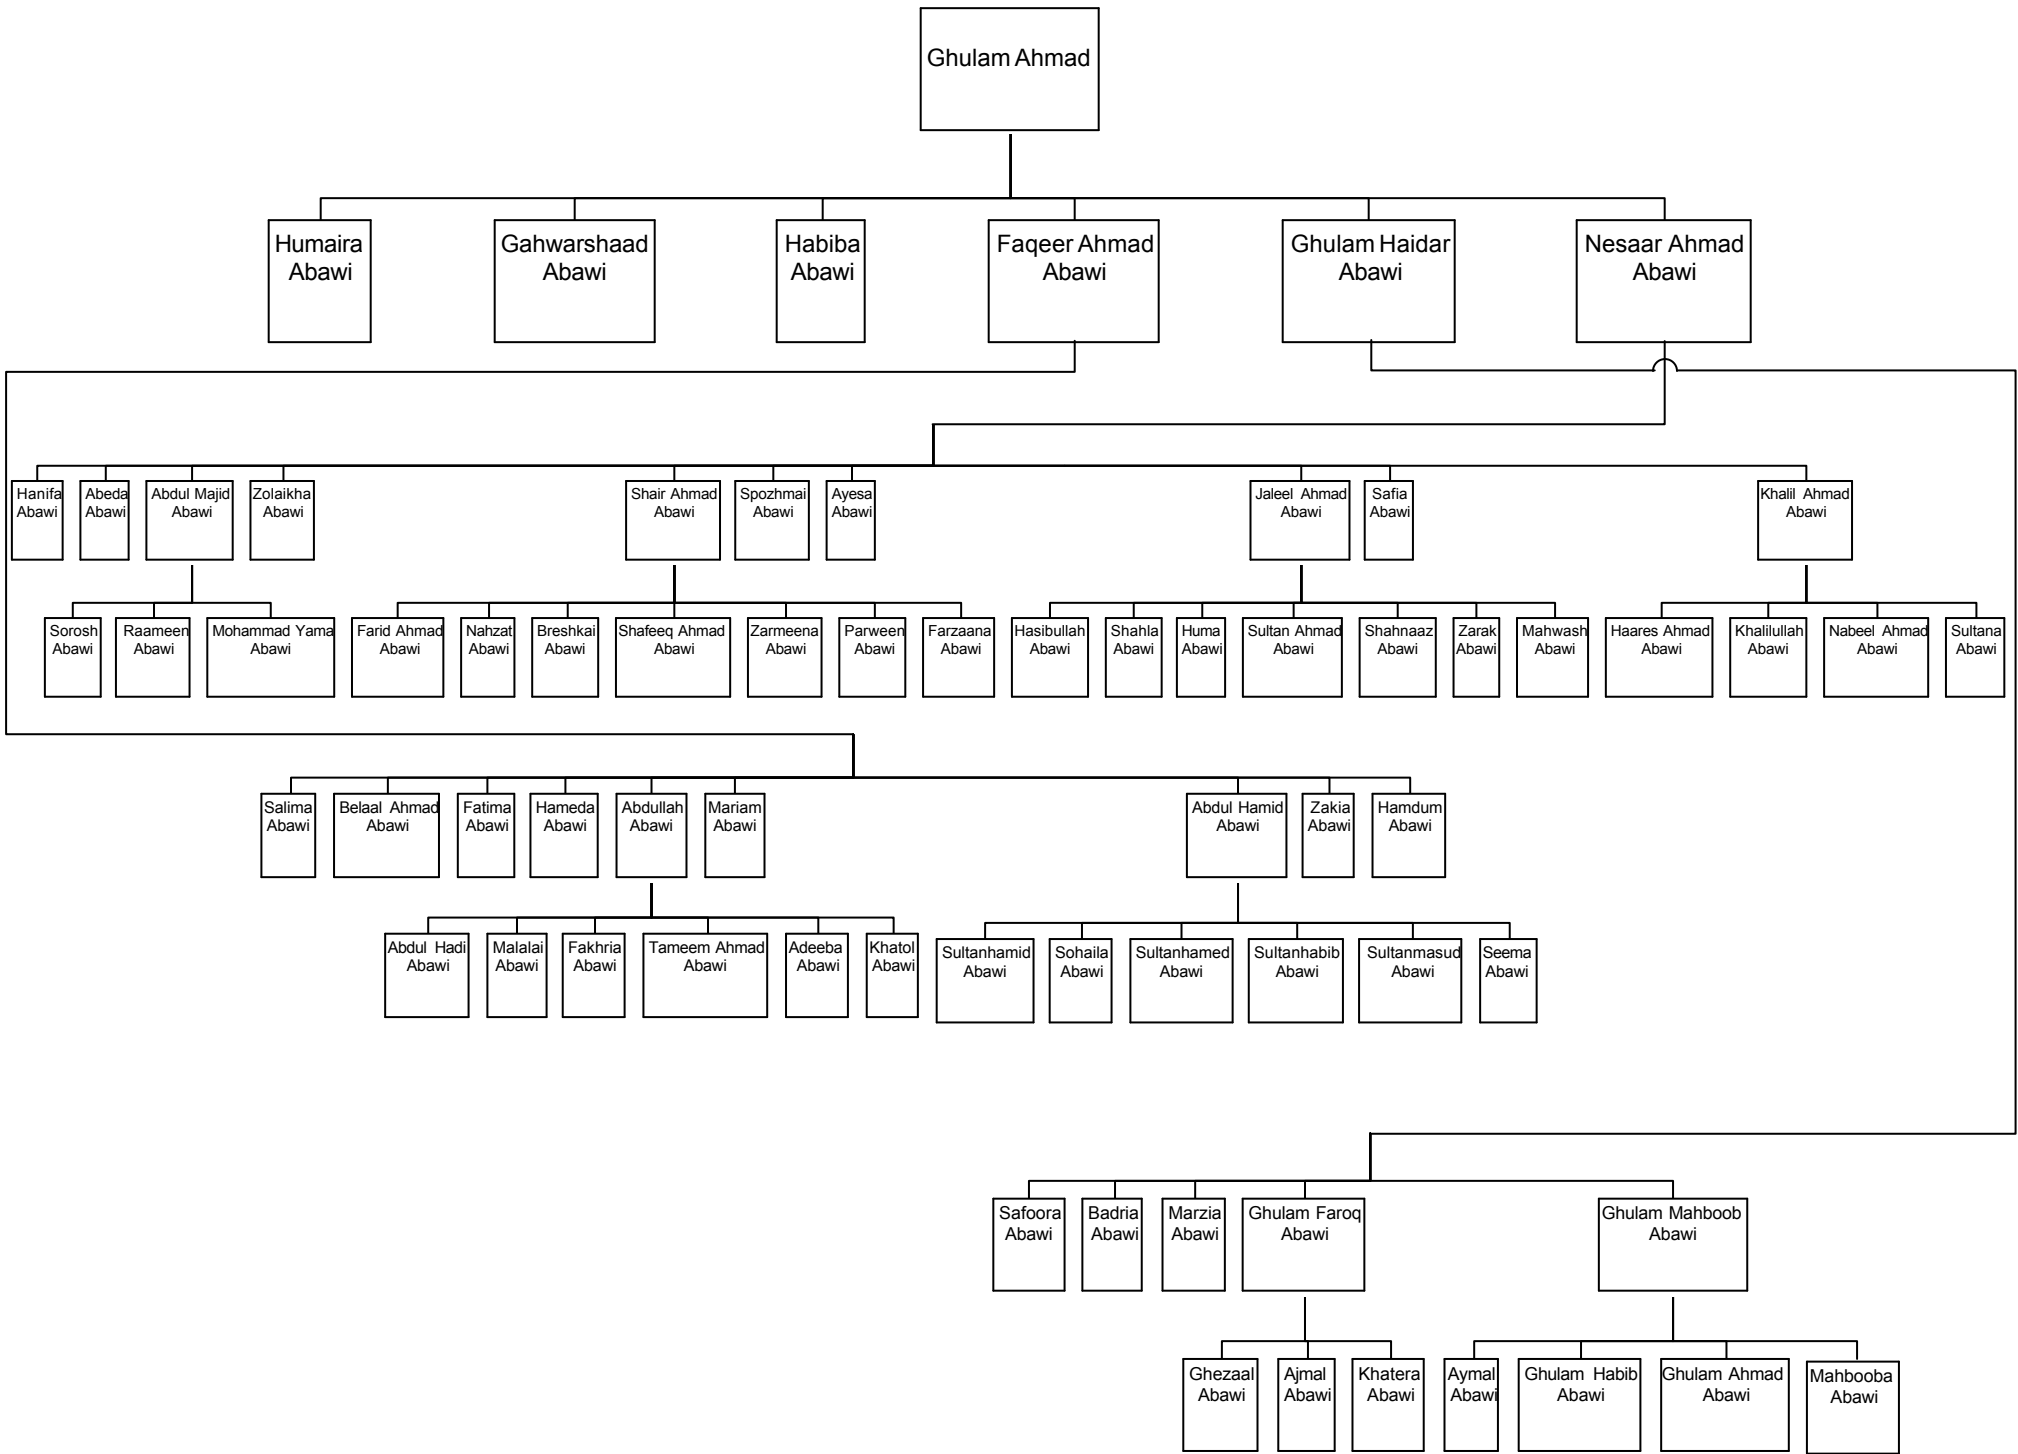 Ghulam Ahmad
Humaira
Abawi
Gahwarshaad
Abawi
Habiba
Abawi
Faqeer Ahmad
Abawi
Ghulam Haidar
Abawi
Nesaar Ahmad
Abawi
Hanifa
Abawi
Abeda
Abawi
Abdul Majid
Abawi
Zolaikha
Abawi
Shair Ahmad
Abawi
Spozhmai
Abawi
Ayesa
Abawi
Jaleel Ahmad
Abawi
Safia
Abawi
Khalil Ahmad
Abawi
Sorosh
Abawi
Raameen
Abawi
Mohammad Yama
Abawi
Farid Ahmad
Abawi
Nahzat
Abawi
Breshkai
Abawi
Shafeeq Ahmad
Abawi
Zarmeena
Abawi
Parween
Abawi
Farzaana
Abawi
Hasibullah
Abawi
Shahla
Abawi
Huma
Abawi
Sultan Ahmad
Abawi
Shahnaaz
Abawi
Zarak
Abawi
Mahwash
Abawi
Haares Ahmad
Abawi
Khalilullah
Abawi
Nabeel Ahmad
Abawi
Sultana
Abawi
Salima
Abawi
Belaal Ahmad
Abawi
Fatima
Abawi
Hameda
Abawi
Abdullah
Abawi
Mariam
Abawi
Abdul Hamid
Abawi
Zakia
Abawi
Hamdum
Abawi
Abdul Hadi
Abawi
Malalai
Abawi
Fakhria
Abawi
Tameem Ahmad
Abawi
Adeeba
Abawi
Khatol
Abawi
Sultanhamid
Abawi
Sohaila
Abawi
Sultanhamed
Abawi
Sultanhabib
Abawi
Sultanmasud
Abawi
Seema
Abawi
Safoora
Abawi
Badria
Abawi
Marzia
Abawi
Ghulam Faroq
Abawi
Ghulam Mahboob
Abawi
Ghezaal
Abawi
Ajmal
Abawi
Khatera
Abawi
Aymal
Abawi
Ghulam Habib
Abawi
Ghulam Ahmad
Abawi
Mahbooba
Abawi